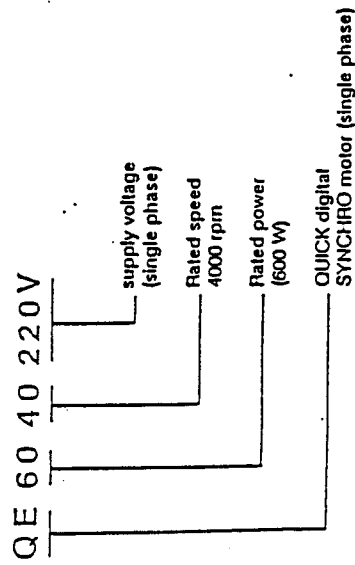 QE 60 40 220V
supply voltage
(single phase)
Rated speed
4000 rpm
Rated power
(600 W)
QUICK digital
SYNCHRO motor (single phase)